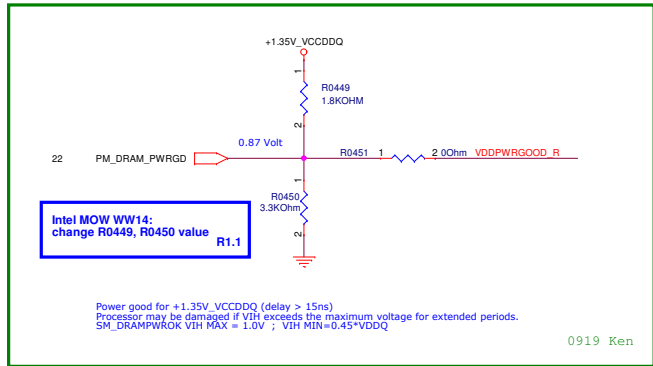 +1.35V_VCCDDQ
1
R0449
1.8KOHM
2
0.87 Volt
22 PM_DRAM_PWRGD
R0451 1 2 0Ohm VDDPWRGOOD_R
1
R0450
3.3KOhm
2
Intel MOW WW14:
change R0449, R0450 value
R1.1
Power good for +1.35V_VCCDDQ (delay > 15ns)
Processor may be damaged if VIH exceeds the maximum voltage for extended periods.
SM_DRAMPWROK VIH MAX = 1.0V ; VIH MIN=0.45*VDDQ
0919 Ken